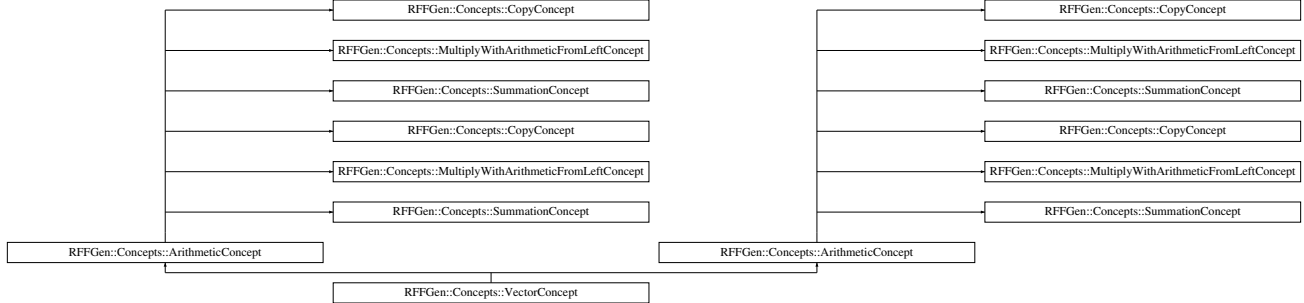 RFFGen::Concepts::CopyConcept
RFFGen::Concepts::CopyConcept
RFFGen::Concepts::MultiplyWithArithmeticFromLeftConcept
RFFGen::Concepts::MultiplyWithArithmeticFromLeftConcept
RFFGen::Concepts::SummationConcept
RFFGen::Concepts::SummationConcept
RFFGen::Concepts::CopyConcept
RFFGen::Concepts::CopyConcept
RFFGen::Concepts::MultiplyWithArithmeticFromLeftConcept
RFFGen::Concepts::MultiplyWithArithmeticFromLeftConcept
RFFGen::Concepts::SummationConcept
RFFGen::Concepts::SummationConcept
RFFGen::Concepts::ArithmeticConcept
RFFGen::Concepts::ArithmeticConcept
RFFGen::Concepts::VectorConcept